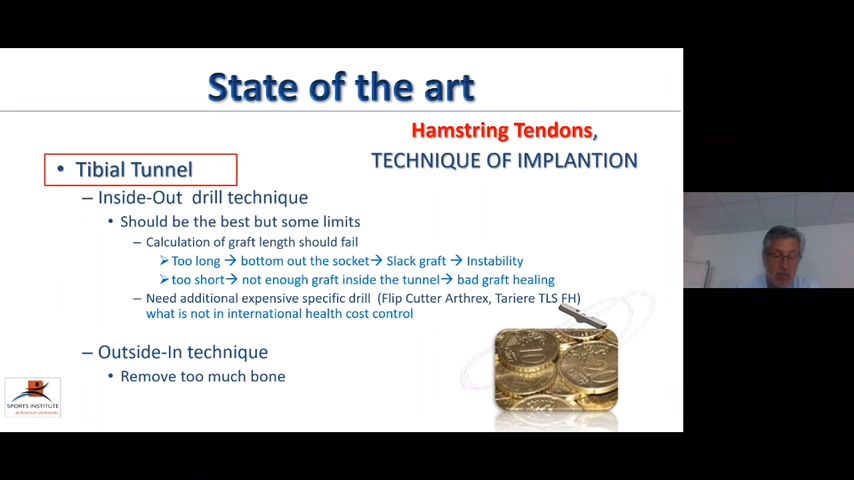 State of the art
Hamstring Tendons,
TECHNIQUE OF IMPLANTION
• Tibial Tunnel
– Inside-Out drill technique
• Should be the best but some limits
– Calculation of graft length should fail
➢Too long → bottom out the socket→ Slack graft → Instability
➢too short→ not enough graft inside the tunnel→ bad graft healing
– Need additional expensive specific drill (Flip Cutter Arthrex, Tariere TLS FH)
what is not in international health cost control
– Outside-In technique
• Remove too much bone
SPORTS INSTITUTE